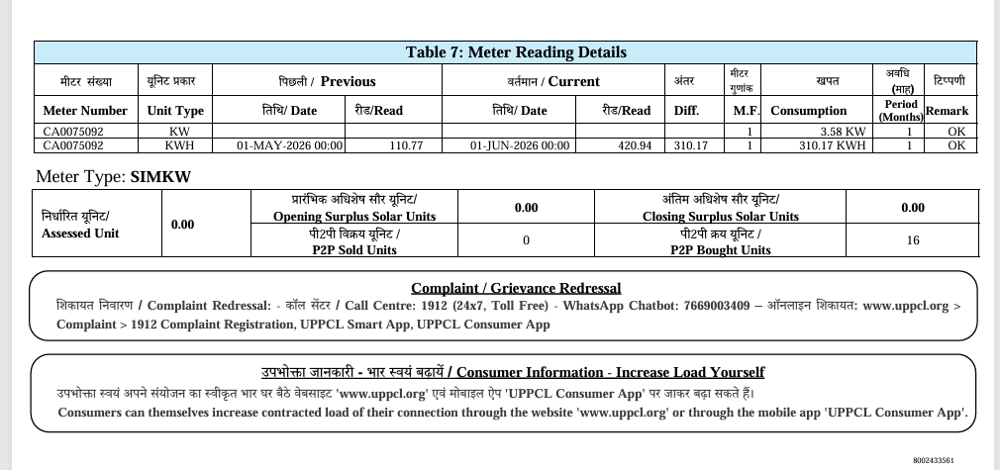 Table 7: Meter Reading Details
मीटर संख्या यूनिट प्रकार पिछली / Previous वर्तमान / Current अंतर मीटर गुणांक खपत अवधि (माह) टिप्पणी
Meter Number Unit Type तिथि/ Date रीड/Read तिथि/ Date रीड/Read Diff. M.F. Consumption Period (Months) Remark
CA0075092 KW 1 3.58 KW 1 OK
CA0075092 KWH 01-MAY-2026 00:00 110.77 01-JUN-2026 00:00 420.94 310.17 1 310.17 KWH 1 OK
Meter Type: SIMKW
निर्धारित यूनिट/
Assessed Unit
0.00
प्रारंभिक अधिशेष सौर यूनिट/
Opening Surplus Solar Units
0.00
अंतिम अधिशेष सौर यूनिट/
Closing Surplus Solar Units
0.00
पी2पी विक्रय यूनिट /
P2P Sold Units
0
पी2पी क्रय यूनिट /
P2P Bought Units
16
Complaint / Grievance Redressal
शिकायत निवारण / Complaint Redressal: - कॉल सेंटर / Call Centre: 1912 (24x7, Toll Free) - WhatsApp Chatbot: 7669003409 – ऑनलाइन शिकायत: www.uppcl.org >
Complaint > 1912 Complaint Registration, UPPCL Smart App, UPPCL Consumer App
उपभोक्ता जानकारी - भार स्वयं बढ़ायें / Consumer Information - Increase Load Yourself
उपभोक्ता स्वयं अपने संयोजन का स्वीकृत भार घर बैठे वेबसाइट 'www.uppcl.org' एवं मोबाइल ऐप 'UPPCL Consumer App' पर जाकर बढ़ा सकते हैं।
Consumers can themselves increase contracted load of their connection through the website 'www.uppcl.org' or through the mobile app 'UPPCL Consumer App'.
8002433561